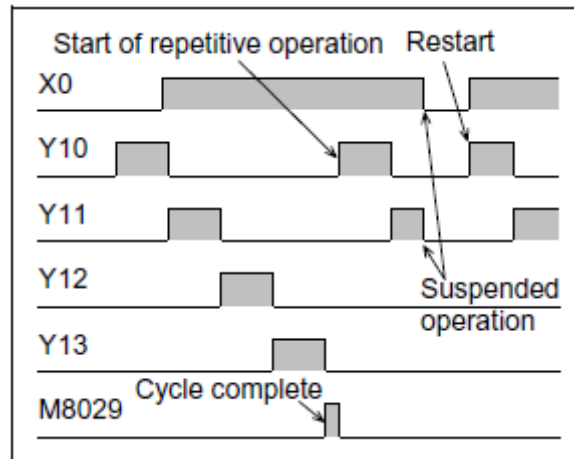 Start of repetitive operation
Restart
X0
Y10
Y11
Suspended
operation
Y12
Y13
Cycle complete
M8029